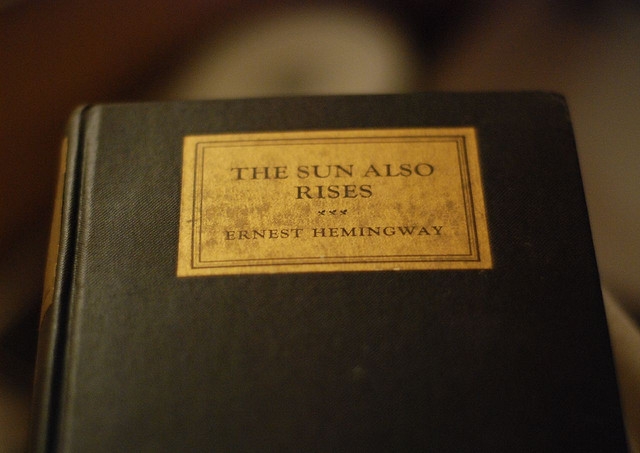 THE SUN ALSO
RISES
ERNEST HEMINGWAY